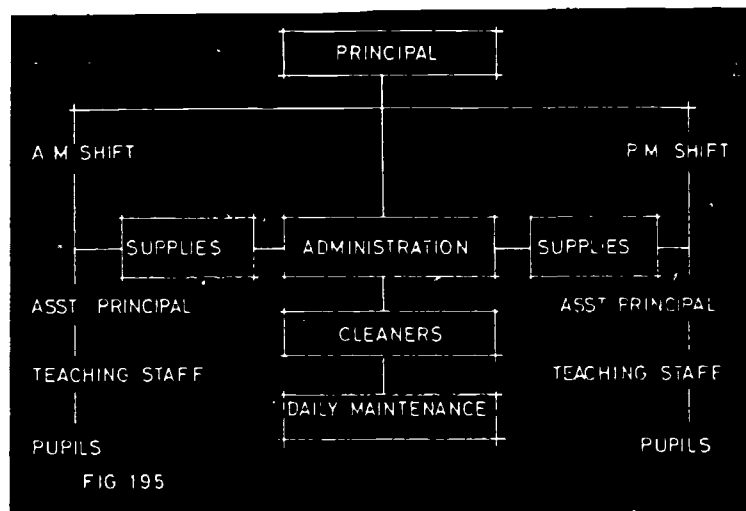 PRINCIPAL
A M SHIFT
P M SHIFT
SUPPLIES
ADMINISTRATION
SUPPLIES
ASST PRINCIPAL
ASST PRINCIPAL
CLEANERS
TEACHING STAFF
TEACHING STAFF
DAILY MAINTENANCE
PUPILS
PUPILS
FIG 195